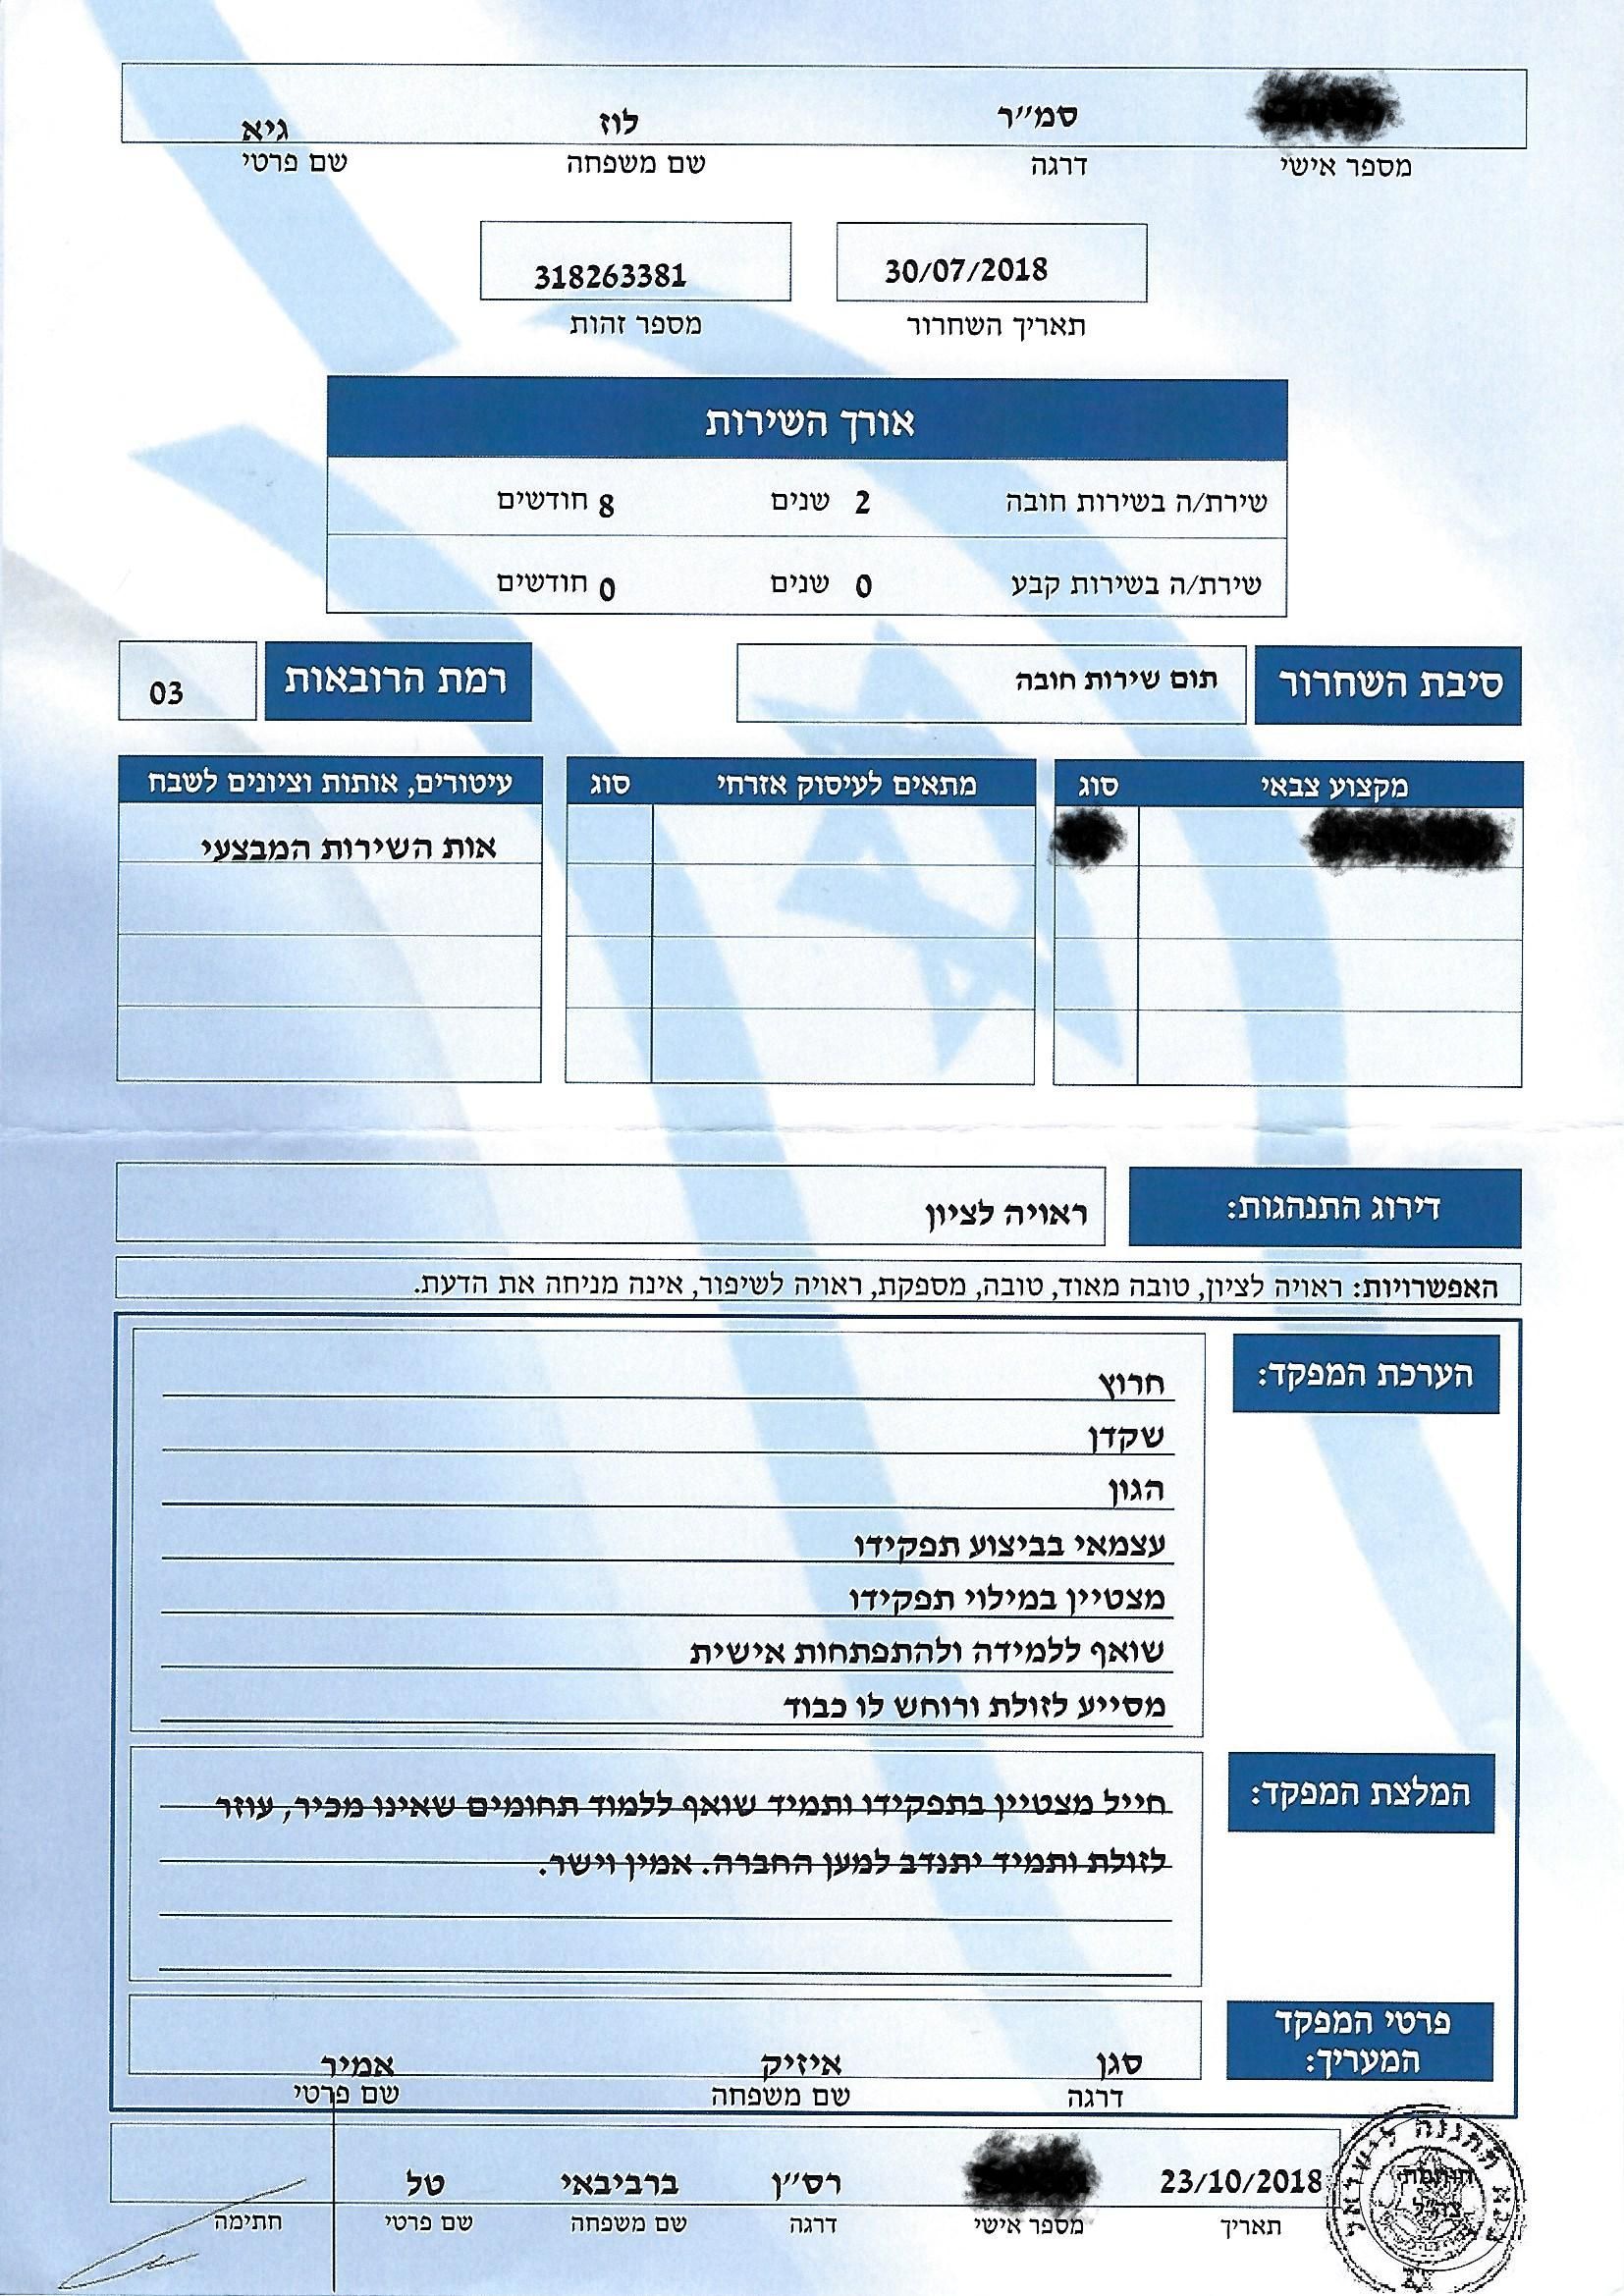 סמ״ר לוז גיא
מספר אישי דרגה שם משפחה שם פרטי
30/07/2018 318263381
תאריך השחרור מספר זהות
אורך השירות
שירת/ה בשירות חובה 2 שנים 8 חודשים
שירת/ה בשירות קבע 0 שנים 0 חודשים
סיבת השחרור תום שירות חובה רמת הרובאות 03
מקצוע צבאי סוג מתאים לעיסוק אזרחי סוג עיטורים, אותות וציונים לשבח
אות השירות המבצעי
דירוג התנהגות: ראויה לציון
האפשרויות: ראויה לציון, טובה מאוד, טובה, מספקת, ראויה לשיפור, אינה מניחה את הדעת.
הערכת המפקד:
חרוץ
שקדן
הגון
עצמאי בביצוע תפקידו
מצטיין במילוי תפקידו
שואף ללמידה ולהתפתחות אישית
מסייע לזולת ורוחש לו כבוד
המלצת המפקד:
חייל מצטיין בתפקידו ותמיד שואף ללמוד תחומים שאינו מכיר, עוזר
לזולת ותמיד יתנדב למען החברה. אמין וישר.
פרטי המפקד
המעריך:
סגן איזיק אמיר
דרגה שם משפחה שם פרטי
23/10/2018 רס״ן ברביבאי טל
תאריך מספר אישי דרגה שם משפחה שם פרטי חתימה
צבא ההגנה לישראל
חותמת
צה״ל